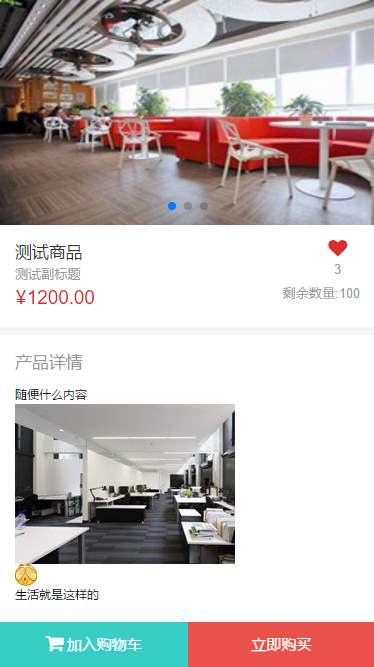 测试商品
测试副标题
3
¥1200.00
剩余数量:100
产品详情
随便什么内容
生活就是这样的
加入购物车
立即购买